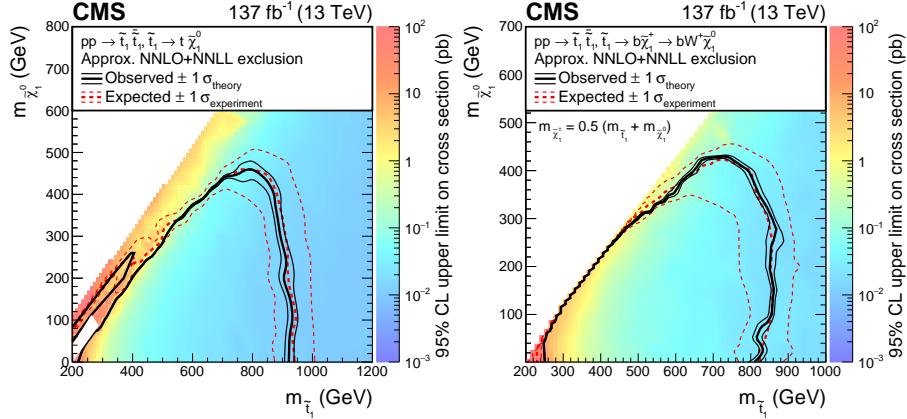 CMS 137 fb⁻¹ (13 TeV)
pp → t̃₁ t̃̄₁, t̃₁ → t χ̃⁰₁
Approx. NNLO+NNLL exclusion
Observed ± 1 σ_theory
Expected ± 1 σ_experiment
m_χ̃⁰₁ (GeV)
800
700
600
500
400
300
200
100
0
200 400 600 800 1000 1200
m_t̃₁ (GeV)
10²
10
1
10⁻¹
10⁻²
10⁻³
95% CL upper limit on cross section (pb)
CMS 137 fb⁻¹ (13 TeV)
pp → t̃₁ t̃̄₁, t̃₁ → bχ̃⁺₁ → bW⁺χ̃⁰₁
Approx. NNLO+NNLL exclusion
Observed ± 1 σ_theory
Expected ± 1 σ_experiment
m_χ̃±₁ = 0.5 (m_t̃₁ + m_χ̃⁰₁)
m_χ̃⁰₁ (GeV)
700
600
500
400
300
200
100
0
200 300 400 500 600 700 800 900 1000
m_t̃₁ (GeV)
10²
10
1
10⁻¹
10⁻²
10⁻³
95% CL upper limit on cross section (pb)